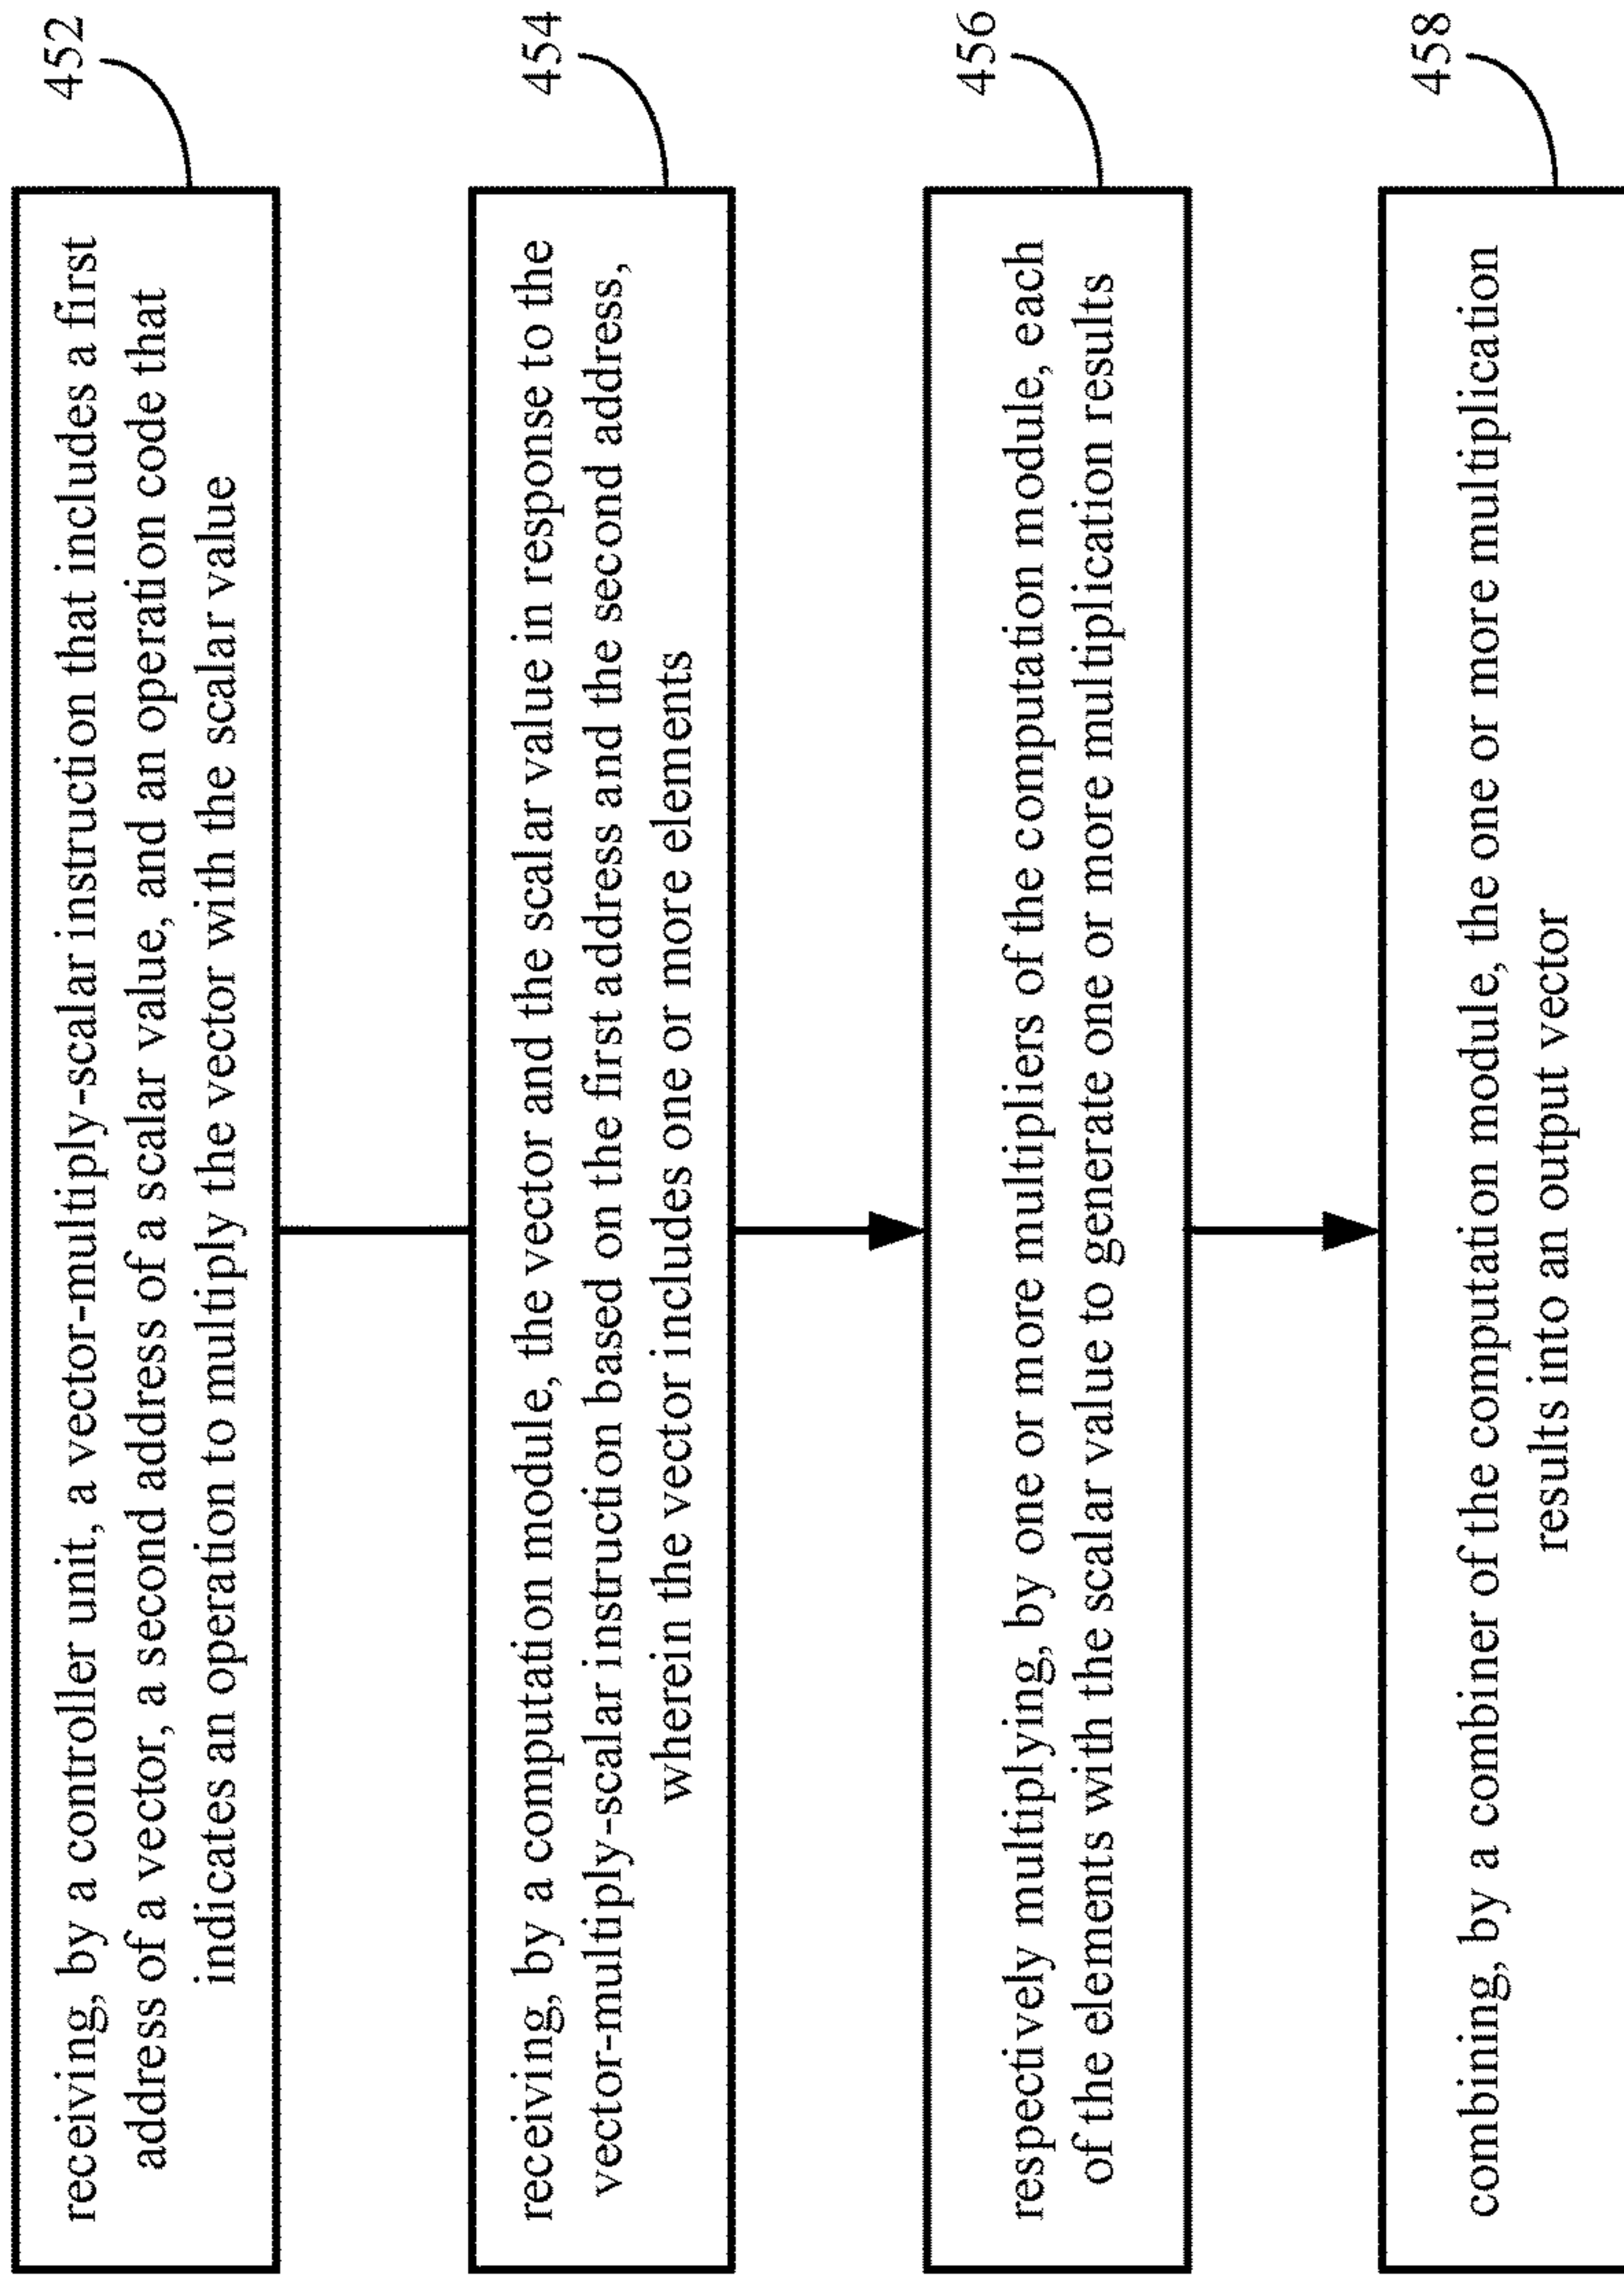 receiving, by a controller unit, a vector-multiply-scalar instruction that includes a first
address of a vector, a second address of a scalar value, and an operation code that
indicates an operation to multiply the vector with the scalar value
452
receiving, by a computation module, the vector and the scalar value in response to the
vector-multiply-scalar instruction based on the first address and the second address,
wherein the vector includes one or more elements
454
respectively multiplying, by one or more multipliers of the computation module, each
of the elements with the scalar value to generate one or more multiplication results
456
combining, by a combiner of the computation module, the one or more multiplication
results into an output vector
458